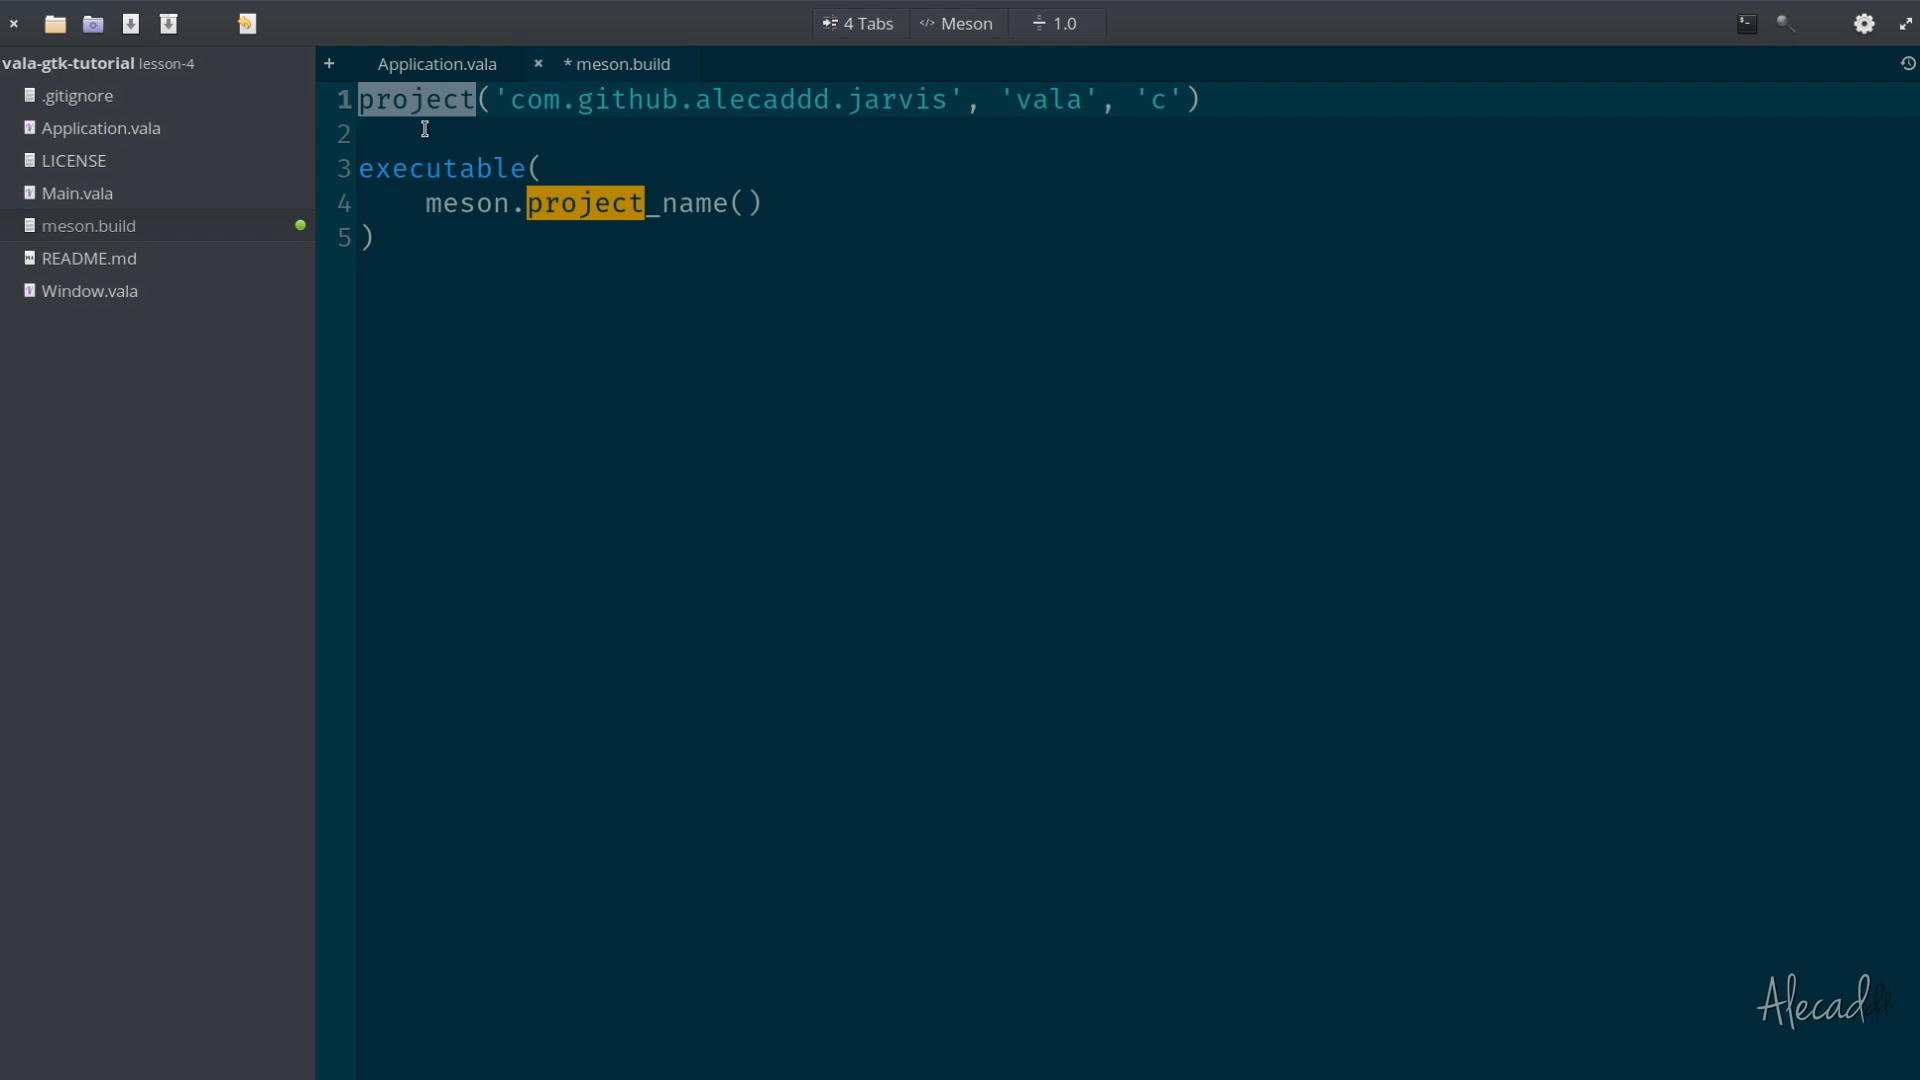 4 Tabs </> Meson 1.0
vala-gtk-tutorial lesson-4
.gitignore
Application.vala
LICENSE
Main.vala
meson.build
README.md
Window.vala
+ Application.vala × * meson.build
1 project('com.github.alecaddd.jarvis', 'vala', 'c')
2
3 executable(
4     meson.project_name()
5 )
Alecaddd